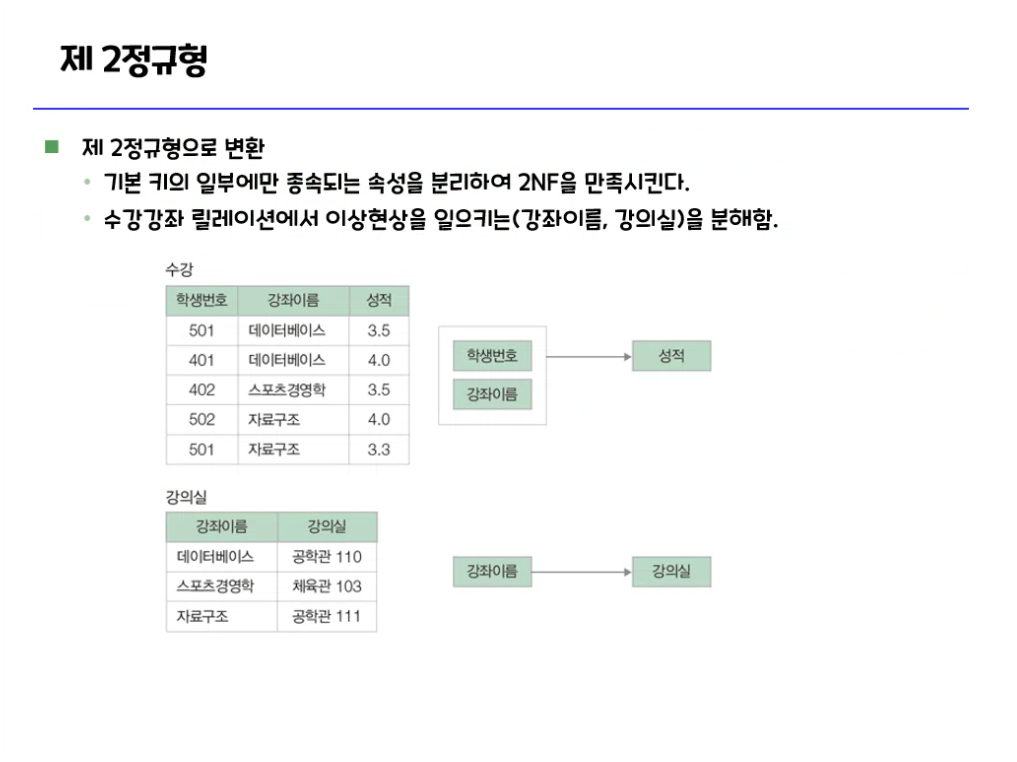 제 2정규형
제 2정규형으로 변환
기본 키의 일부에만 종속되는 속성을 분리하여 2NF을 만족시킨다.
수강강좌 릴레이션에서 이상현상을 일으키는(강좌이름, 강의실)을 분해함.
수강
학생번호 강좌이름 성적
501 데이터베이스 3.5
401 데이터베이스 4.0
402 스포츠경영학 3.5
502 자료구조 4.0
501 자료구조 3.3
학생번호 성적
강좌이름
강의실
강좌이름 강의실
데이터베이스 공학관 110
스포츠경영학 체육관 103
자료구조 공학관 111
강좌이름 강의실